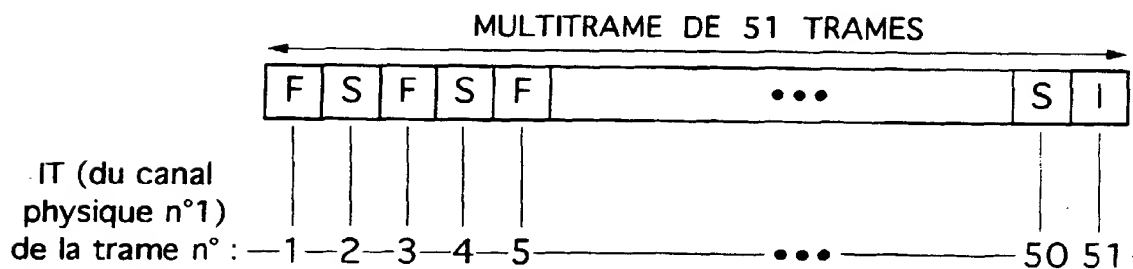 MULTITRAME DE 51 TRAMES
F S F S F ••• S I
IT (du canal
physique n°1)
de la trame n° : 1 2 3 4 5 ••• 50 51